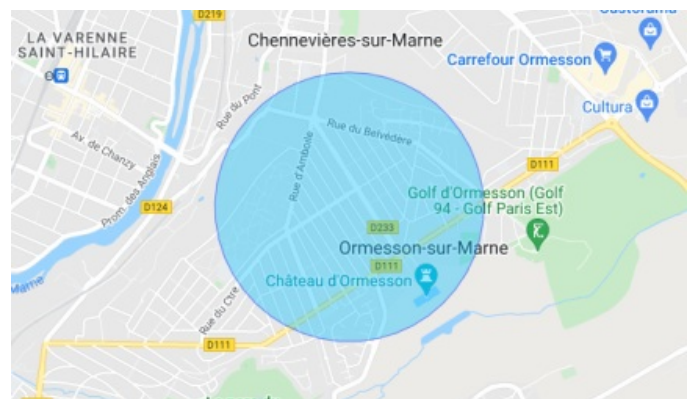 D219
Castorama
LA VARENNE
SAINT-HILAIRE
Chennevières-sur-Marne
Carrefour Ormesson
Cultura
Rue du Pont
Rue du Belvédère
Av. de Chanzy
Rue d'Amboile
Prom. des Anglais
D111
D124
Golf d'Ormesson (Golf
94 - Golf Paris Est)
D233
Ormesson-sur-Marne
D111
Château d'Ormesson
Marne
Rue du Ctre
D111